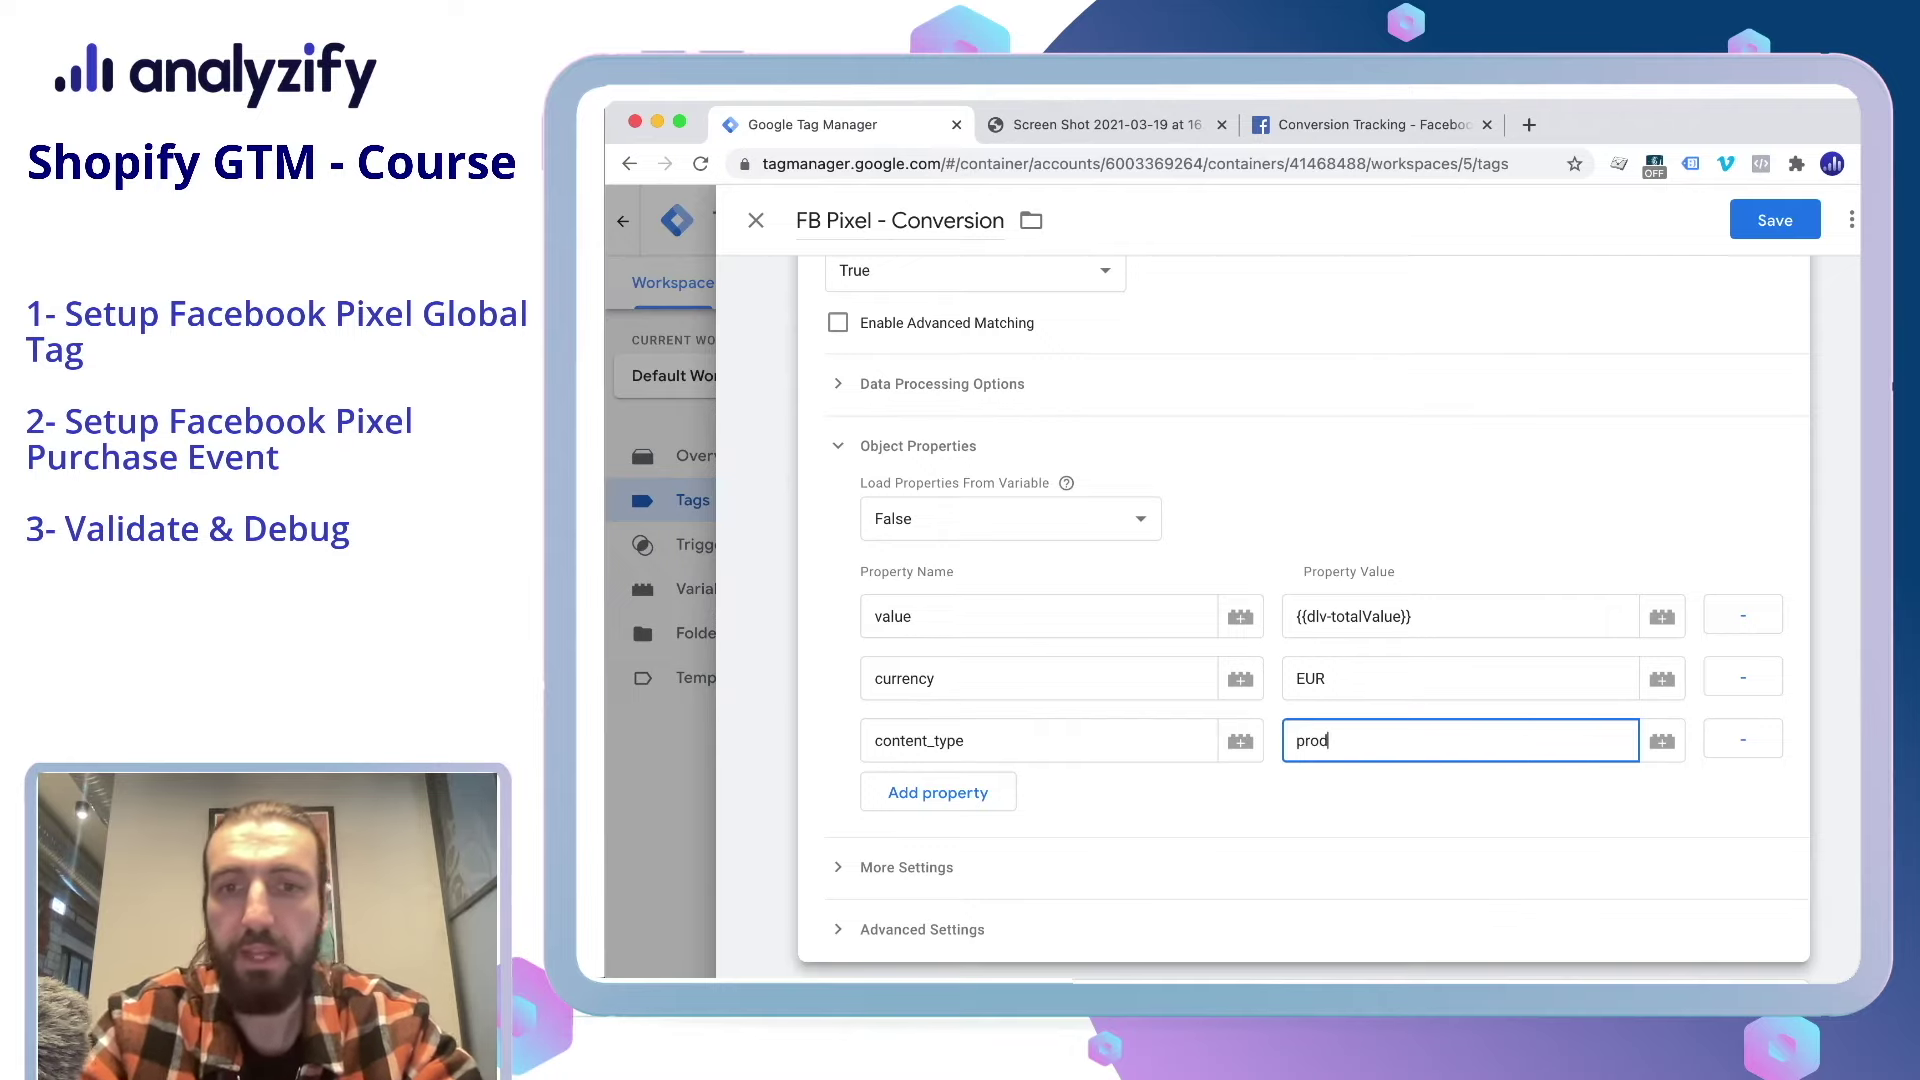 analyzify
Shopify GTM - Course
1- Setup Facebook Pixel Global
Tag
2- Setup Facebook Pixel
Purchase Event
3- Validate & Debug
Google Tag Manager
Screen Shot 2021-03-19 at 16
Conversion Tracking - Facebo
tagmanager.google.com/#/container/accounts/6003369264/containers/41468488/workspaces/5/tags
OFF
FB Pixel - Conversion
Save
Workspace
CURRENT WO
Default Wor
Over
Tags
Trigg
Varial
Folde
Temp
True
Enable Advanced Matching
Data Processing Options
Object Properties
Load Properties From Variable
False
Property Name
Property Value
value
{{dlv-totalValue}}
-
currency
EUR
-
content_type
prod
-
Add property
More Settings
Advanced Settings